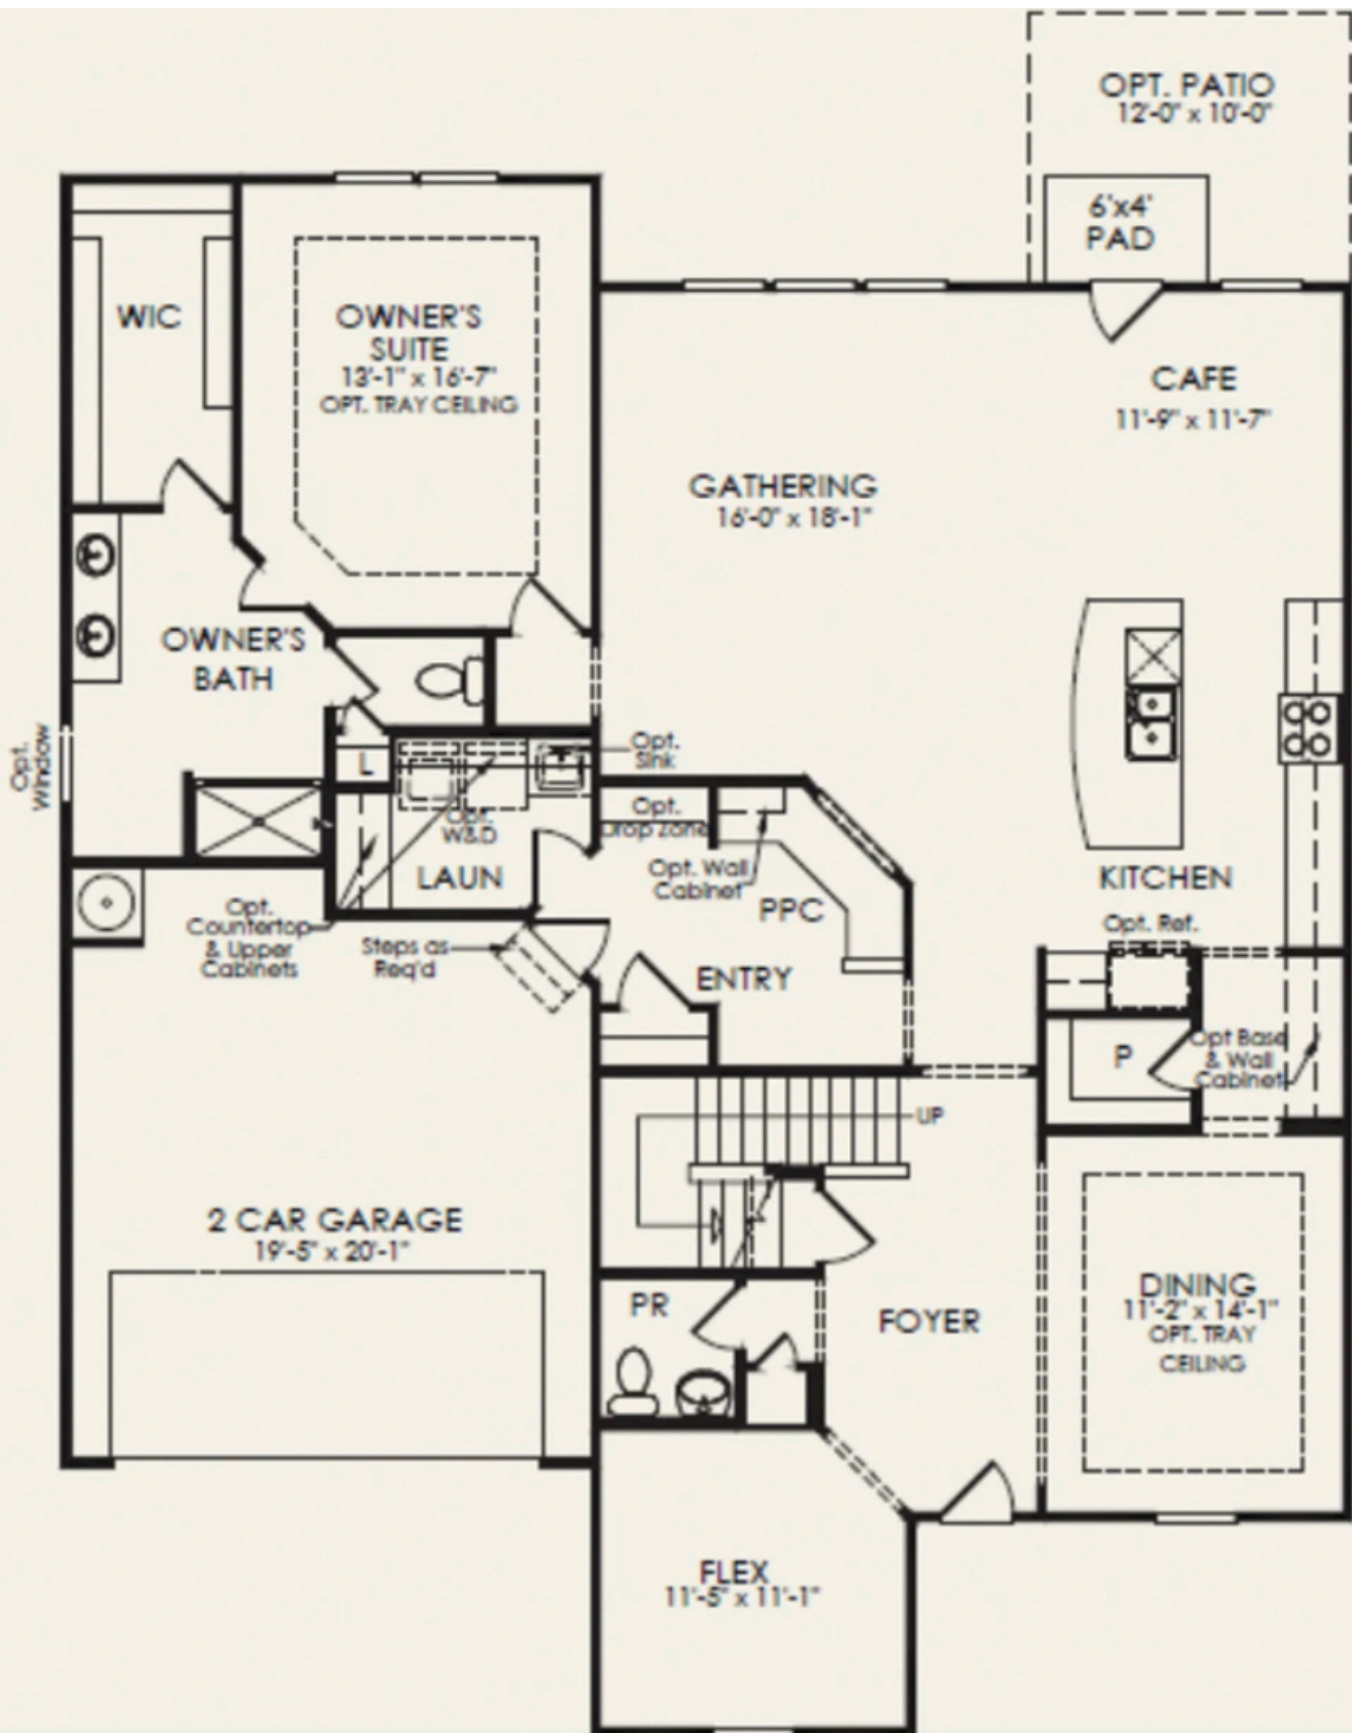 OPT. PATIO
12'-0" x 10'-0"
6'x4'
PAD
WIC
OWNER'S
SUITE
13'-1" x 16'-7"
OPT. TRAY CEILING
CAFE
11'-9" x 11'-7"
GATHERING
16'-0" x 18'-1"
OWNER'S
BATH
Opt.
Window
L
Opt.
Sink
Opt.
W&D
LAUN
Opt.
Drop Zone
Opt. Wall
Cabinet
PPC
KITCHEN
Opt. Ref.
Opt.
Countertop
& Upper
Cabinets
Steps as
Req'd
ENTRY
P
Opt Base
& Wall
Cabinet
UP
2 CAR GARAGE
19'-5" x 20'-1"
PR
FOYER
DINING
11'-2" x 14'-1"
OPT. TRAY
CEILING
FLEX
11'-5" x 11'-1"